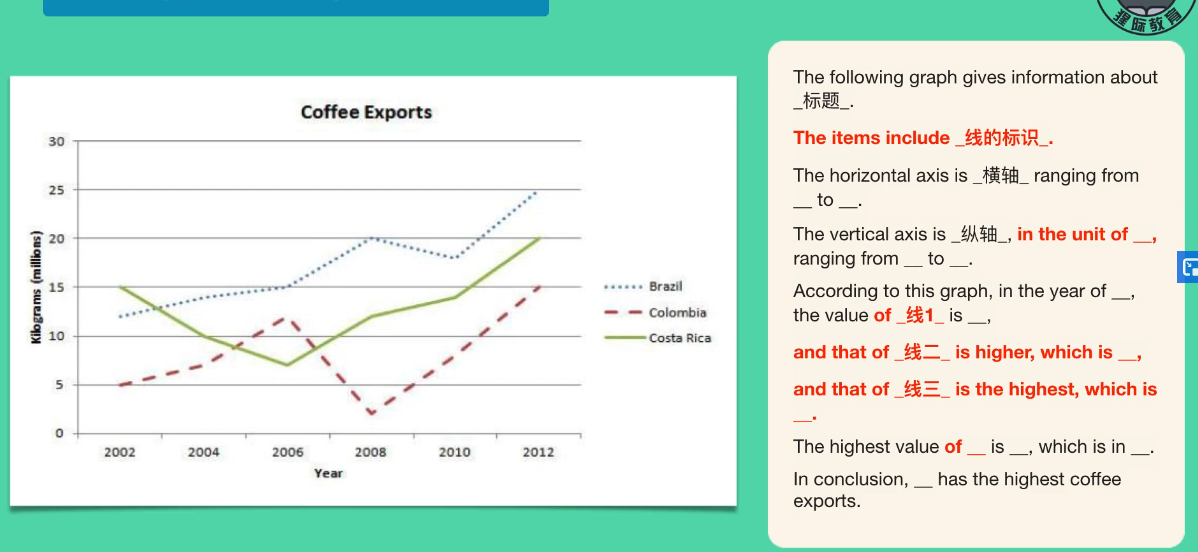 猩际教育
Coffee Exports
30
25
20
15
10
5
0
Kilograms (millions)
2002 2004 2006 2008 2010 2012
Year
Brazil
Colombia
Costa Rica
The following graph gives information about
_标题_.
The items include _线的标识_.
The horizontal axis is _横轴_ ranging from
__ to __.
The vertical axis is _纵轴_, in the unit of __,
ranging from __ to __.
According to this graph, in the year of __,
the value of _线1_ is __,
and that of _线二_ is higher, which is __,
and that of _线三_ is the highest, which is
__.
The highest value of __ is __, which is in __.
In conclusion, __ has the highest coffee
exports.